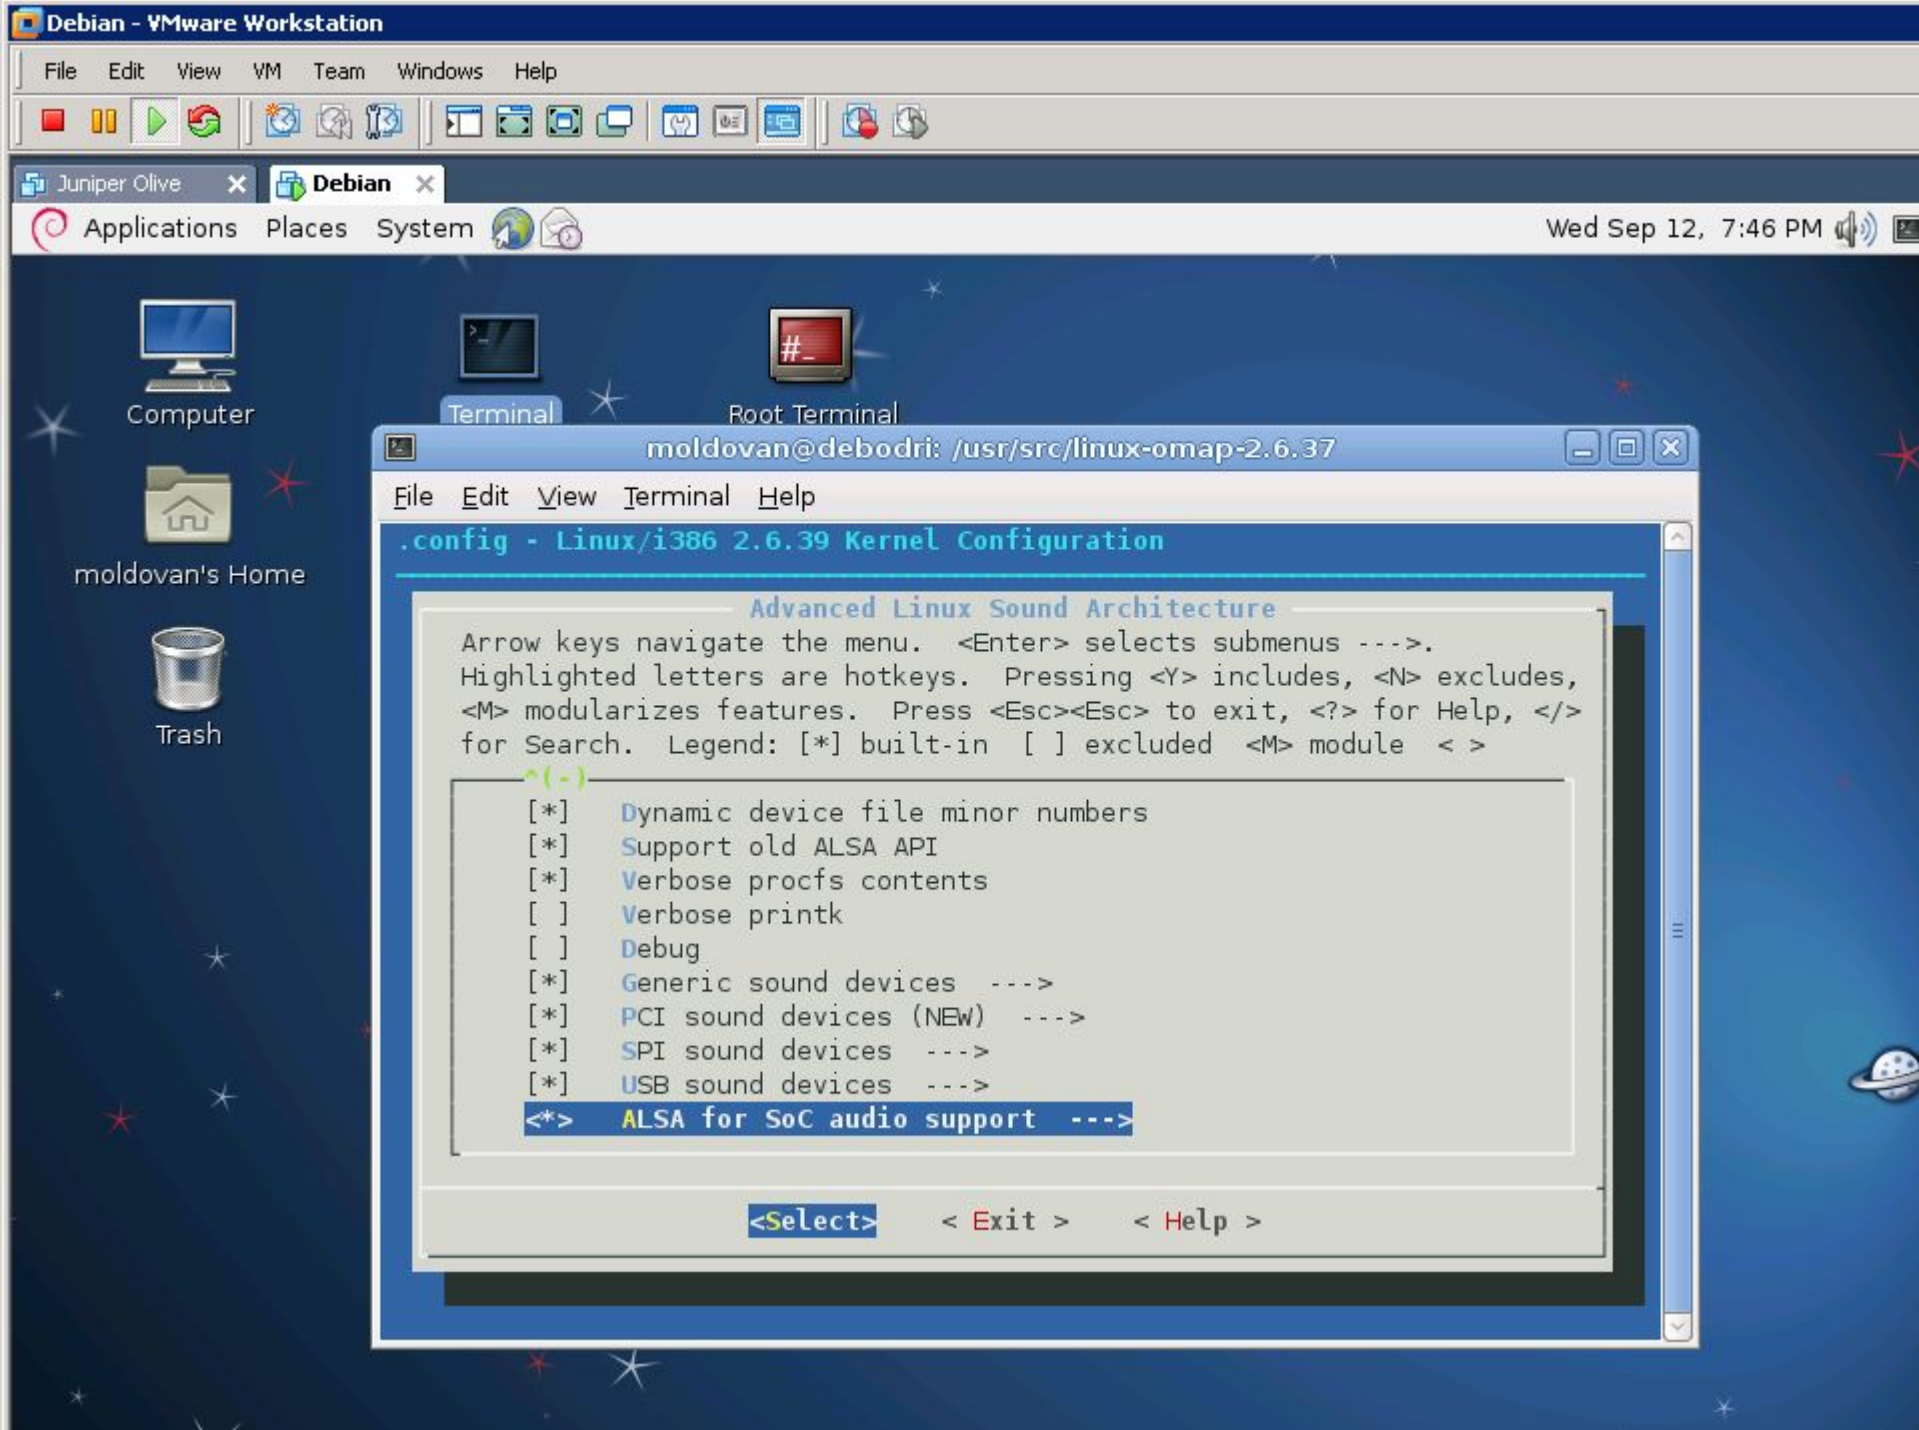 Debian - VMware Workstation
File Edit View VM Team Windows Help
Juniper Olive Debian
Applications Places System Wed Sep 12, 7:46 PM
#_
Computer Terminal Root Terminal
moldovan@debodri: /usr/src/linux-omap-2.6.37
File Edit View Terminal Help
moldovan's Home
Trash
.config - Linux/i386 2.6.39 Kernel Configuration
Advanced Linux Sound Architecture
Arrow keys navigate the menu. <Enter> selects submenus --->.
Highlighted letters are hotkeys. Pressing <Y> includes, <N> excludes,
<M> modularizes features. Press <Esc><Esc> to exit, <?> for Help, </>
for Search. Legend: [*] built-in [ ] excluded <M> module < >
^(-)
[*] Dynamic device file minor numbers
[*] Support old ALSA API
[*] Verbose procfs contents
[ ] Verbose printk
[ ] Debug
[*] Generic sound devices --->
[*] PCI sound devices (NEW) --->
[*] SPI sound devices --->
[*] USB sound devices --->
<*> ALSA for SoC audio support --->
<Select> < Exit > < Help >